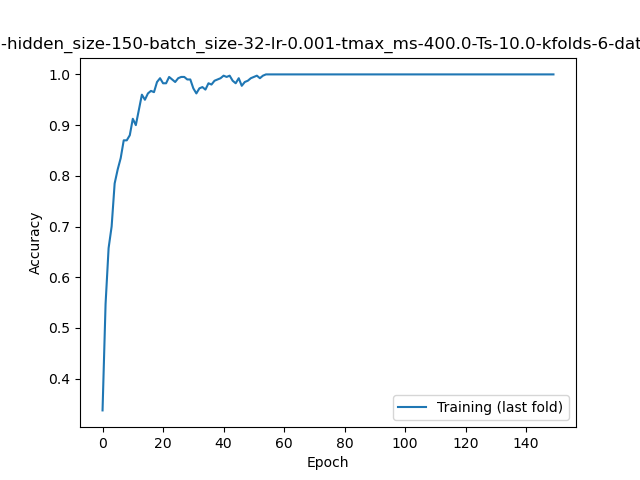 -hidden_size-150-batch_size-32-lr-0.001-tmax_ms-400.0-Ts-10.0-kfolds-6-dat
1.0
0.9
0.8
0.7
0.6
0.5
0.4
Accuracy
Training (last fold)
0 20 40 60 80 100 120 140
Epoch